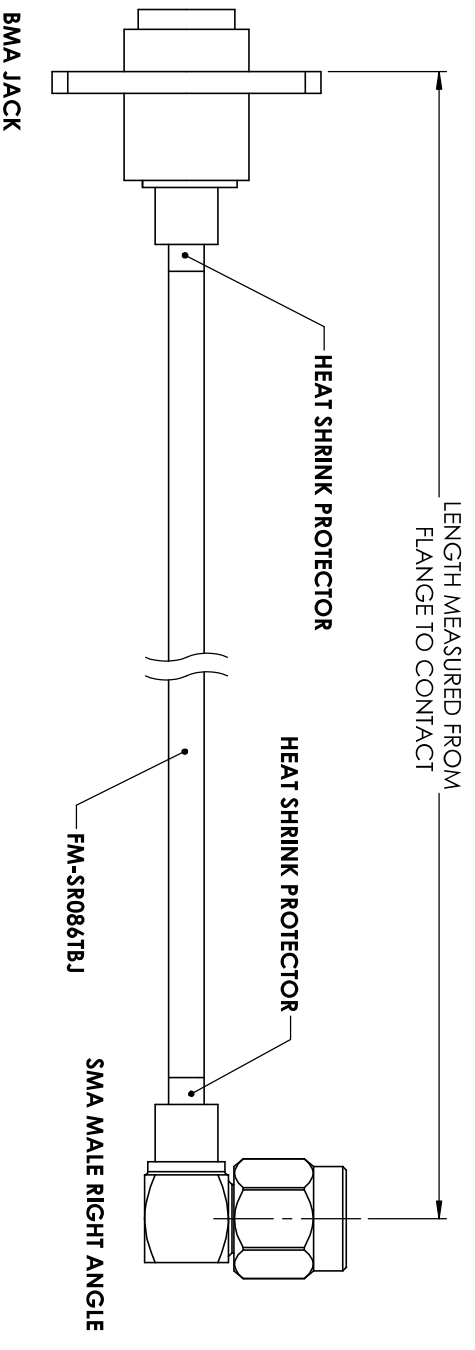 LENGTH MEASURED FROM
FLANGE TO CONTACT
HEAT SHRINK PROTECTOR
HEAT SHRINK PROTECTOR
FM-SR086TBJ
BMA JACK
SMA MALE RIGHT ANGLE